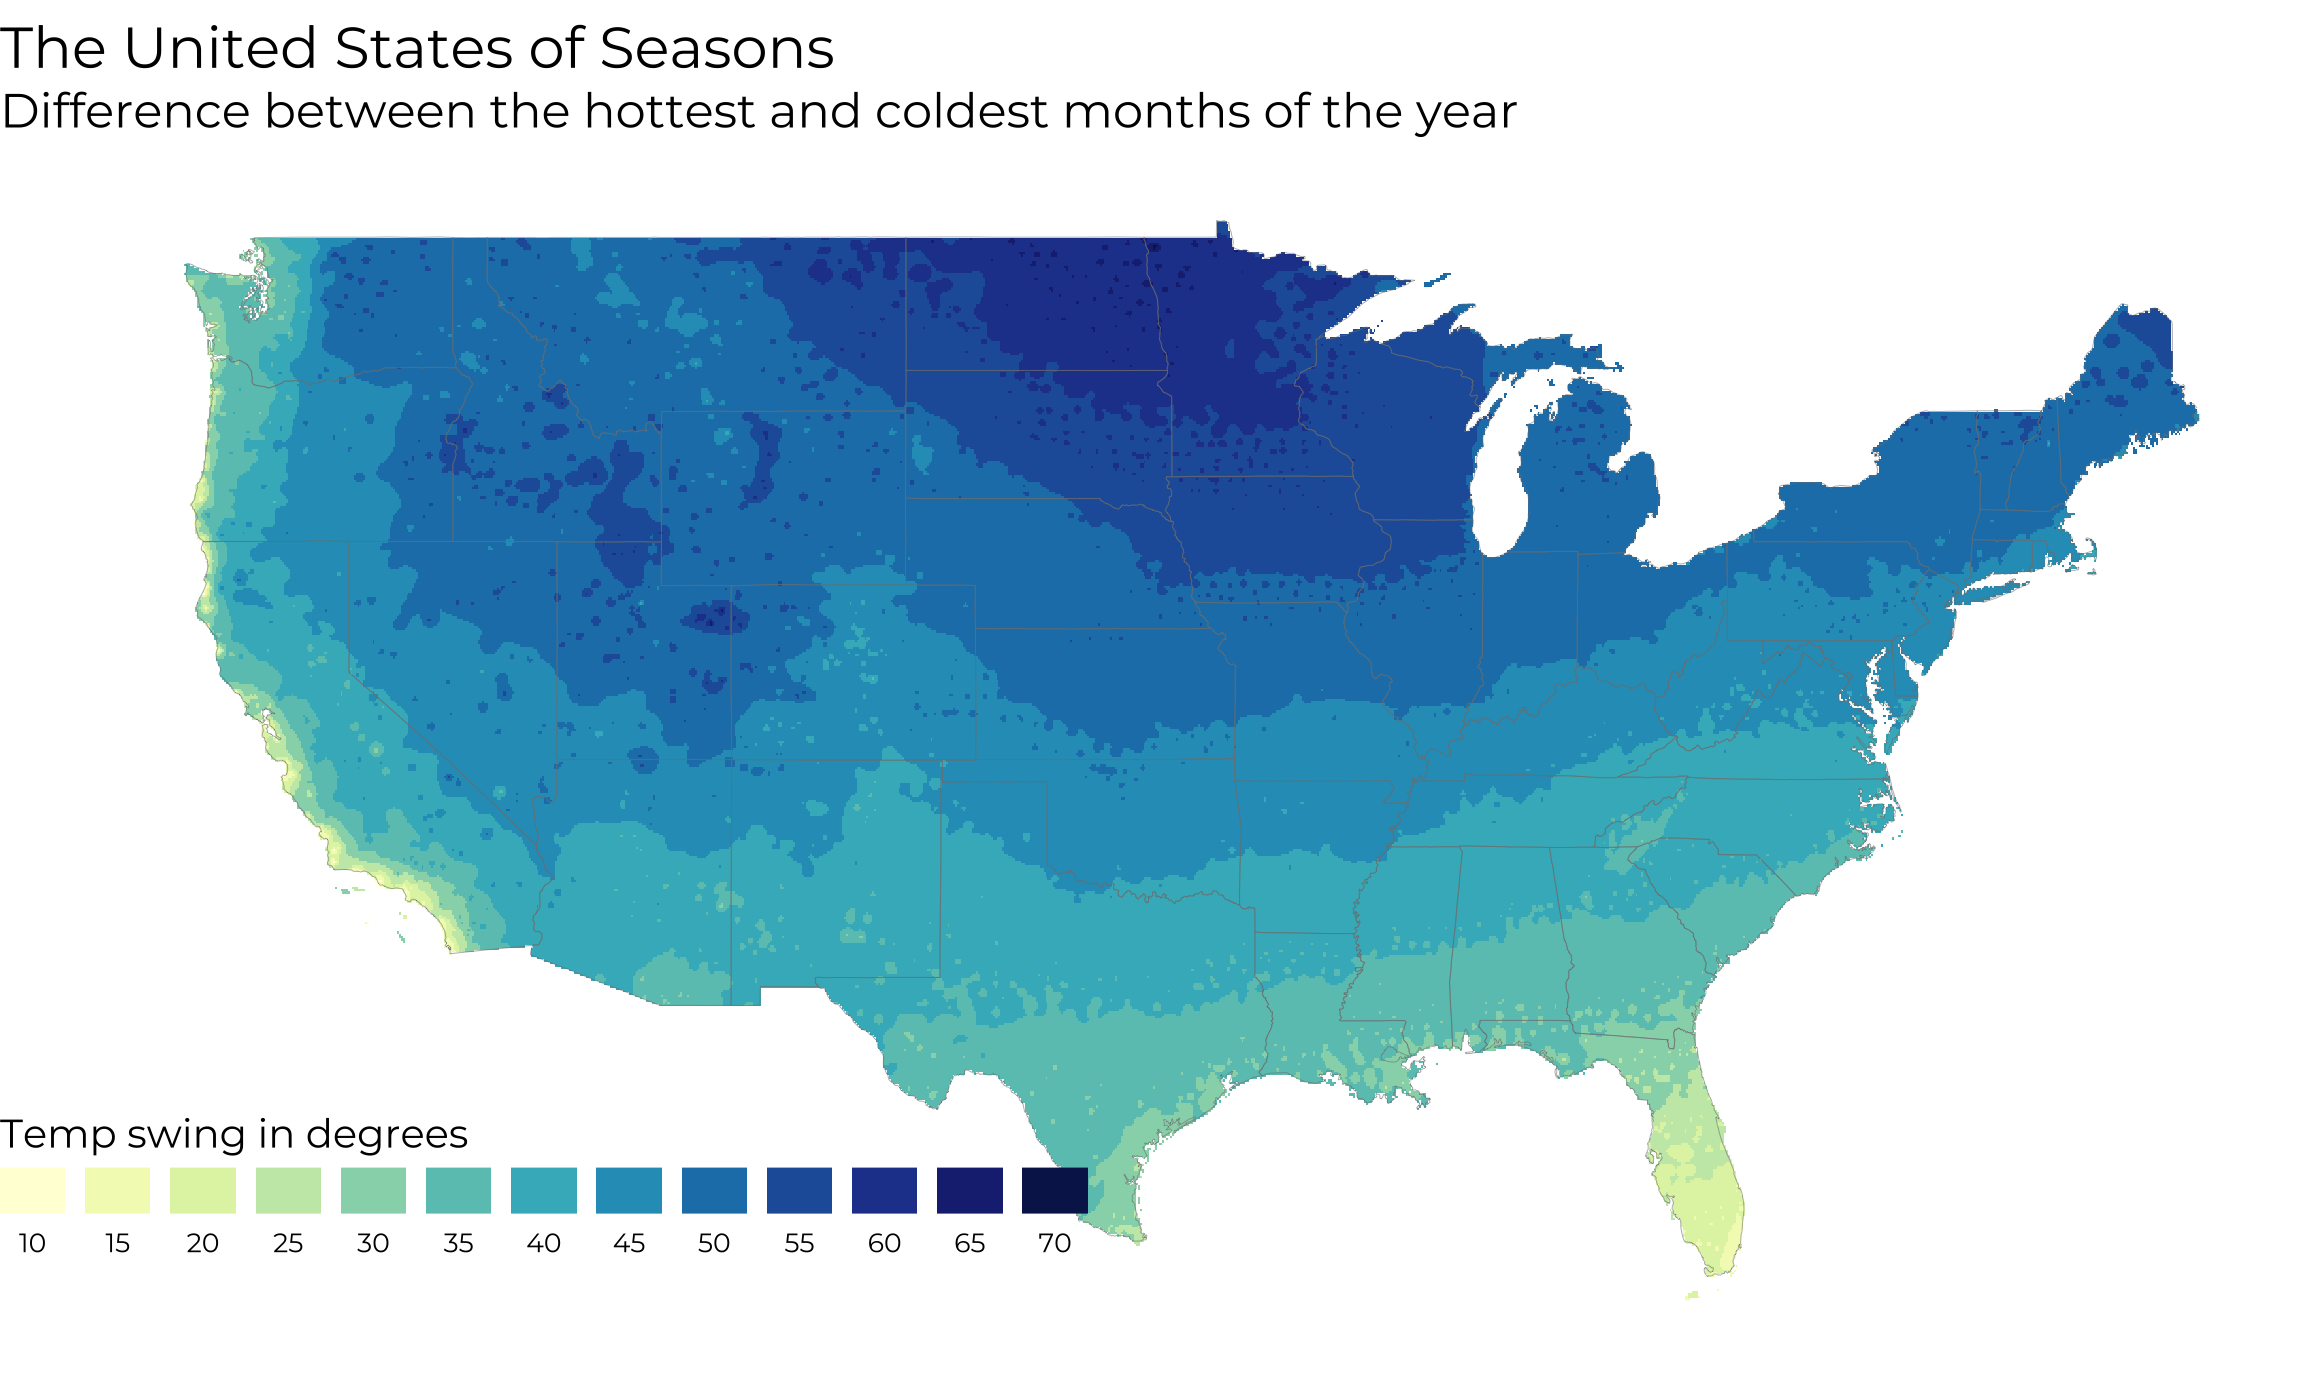 The United States of Seasons
Difference between the hottest and coldest months of the year
Temp swing in degrees
10 15 20 25 30 35 40 45 50 55 60 65 70